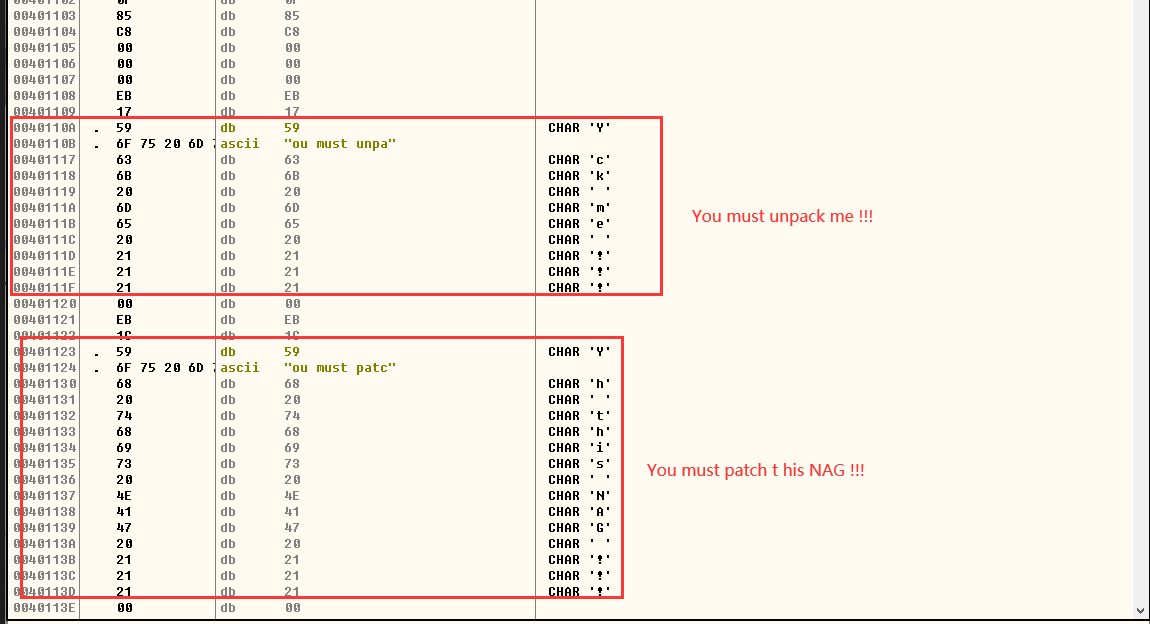 00401103 85 db 85
00401104 C8 db C8
00401105 00 db 00
00401106 00 db 00
00401107 00 db 00
00401108 EB db EB
00401109 17 db 17
0040110A . 59 db 59 CHAR 'Y'
0040110B . 6F 75 20 6D ascii "ou must unpa"
00401117 63 db 63 CHAR 'c'
00401118 6B db 6B CHAR 'k'
00401119 20 db 20 CHAR ' '
0040111A 6D db 6D CHAR 'm'
0040111B 65 db 65 CHAR 'e'
0040111C 20 db 20 CHAR ' '
0040111D 21 db 21 CHAR '!'
0040111E 21 db 21 CHAR '!'
0040111F 21 db 21 CHAR '!'
You must unpack me !!!
00401120 00 db 00
00401121 EB db EB
00401122 1C db 1C
00401123 . 59 db 59 CHAR 'Y'
00401124 . 6F 75 20 6D ascii "ou must patc"
00401130 68 db 68 CHAR 'h'
00401131 20 db 20 CHAR ' '
00401132 74 db 74 CHAR 't'
00401133 68 db 68 CHAR 'h'
00401134 69 db 69 CHAR 'i'
00401135 73 db 73 CHAR 's'
00401136 20 db 20 CHAR ' '
00401137 4E db 4E CHAR 'N'
00401138 41 db 41 CHAR 'A'
00401139 47 db 47 CHAR 'G'
0040113A 20 db 20 CHAR ' '
0040113B 21 db 21 CHAR '!'
0040113C 21 db 21 CHAR '!'
0040113D 21 db 21 CHAR '!'
You must patch t his NAG !!!
0040113E 00 db 00